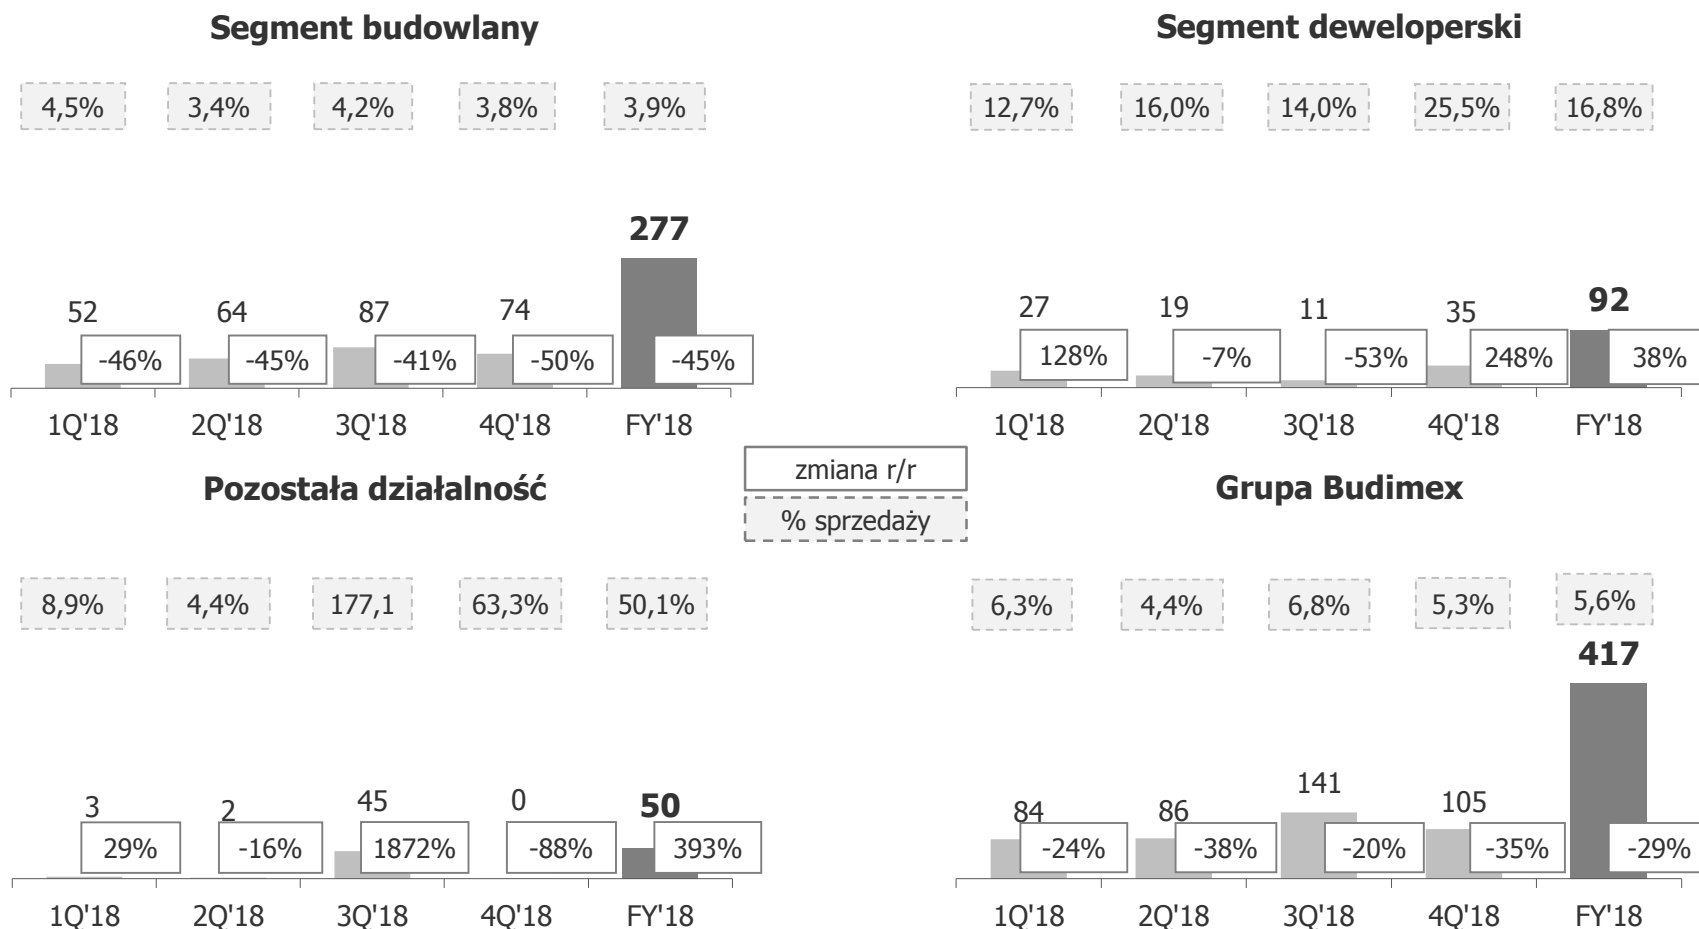 Segment budowlany
4,5% 3,4% 4,2% 3,8% 3,9%
277
52 64 87 74
-46% -45% -41% -50% -45%
1Q'18 2Q'18 3Q'18 4Q'18 FY'18
Segment deweloperski
12,7% 16,0% 14,0% 25,5% 16,8%
27 19 11 35 92
128% -7% -53% 248% 38%
1Q'18 2Q'18 3Q'18 4Q'18 FY'18
zmiana r/r
% sprzedaży
Pozostała działalność
8,9% 4,4% 177,1 63,3% 50,1%
3 2 45 0 50
29% -16% 1872% -88% 393%
1Q'18 2Q'18 3Q'18 4Q'18 FY'18
Grupa Budimex
6,3% 4,4% 6,8% 5,3% 5,6%
417
84 86 141 105
-24% -38% -20% -35% -29%
1Q'18 2Q'18 3Q'18 4Q'18 FY'18